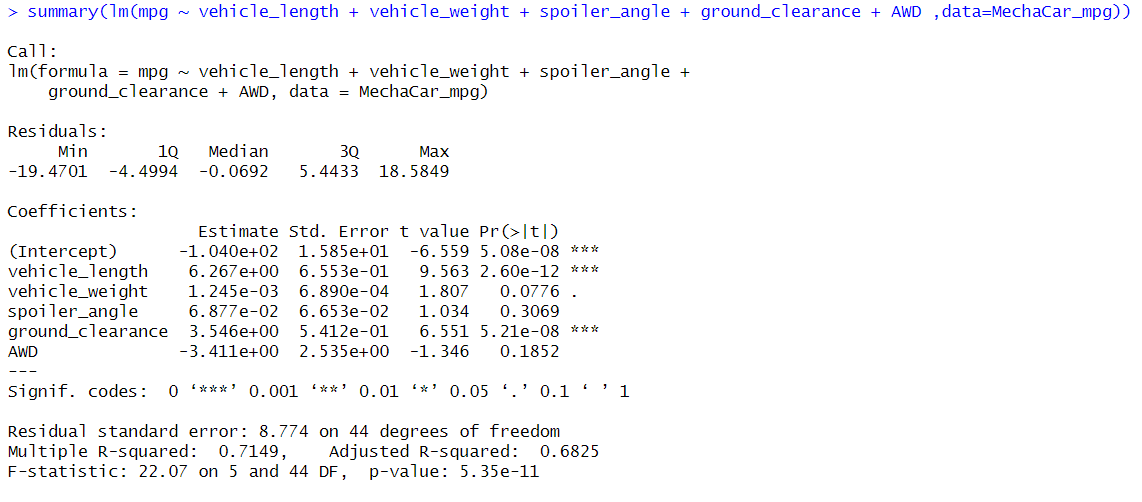 > summary(lm(mpg ~ vehicle_length + vehicle_weight + spoiler_angle + ground_clearance + AWD ,data=MechaCar_mpg))
Call:
lm(formula = mpg ~ vehicle_length + vehicle_weight + spoiler_angle +
    ground_clearance + AWD, data = MechaCar_mpg)
Residuals:
     Min       1Q   Median       3Q      Max
-19.4701  -4.4994  -0.0692   5.4433  18.5849
Coefficients:
                   Estimate Std. Error t value Pr(>|t|)
(Intercept)      -1.040e+02  1.585e+01  -6.559 5.08e-08 ***
vehicle_length    6.267e+00  6.553e-01   9.563 2.60e-12 ***
vehicle_weight    1.245e-03  6.890e-04   1.807   0.0776 .
spoiler_angle     6.877e-02  6.653e-02   1.034   0.3069
ground_clearance  3.546e+00  5.412e-01   6.551 5.21e-08 ***
AWD              -3.411e+00  2.535e+00  -1.346   0.1852
---
Signif. codes:  0 ‘***’ 0.001 ‘**’ 0.01 ‘*’ 0.05 ‘.’ 0.1 ‘ ’ 1
Residual standard error: 8.774 on 44 degrees of freedom
Multiple R-squared:  0.7149,    Adjusted R-squared:  0.6825
F-statistic: 22.07 on 5 and 44 DF,  p-value: 5.35e-11